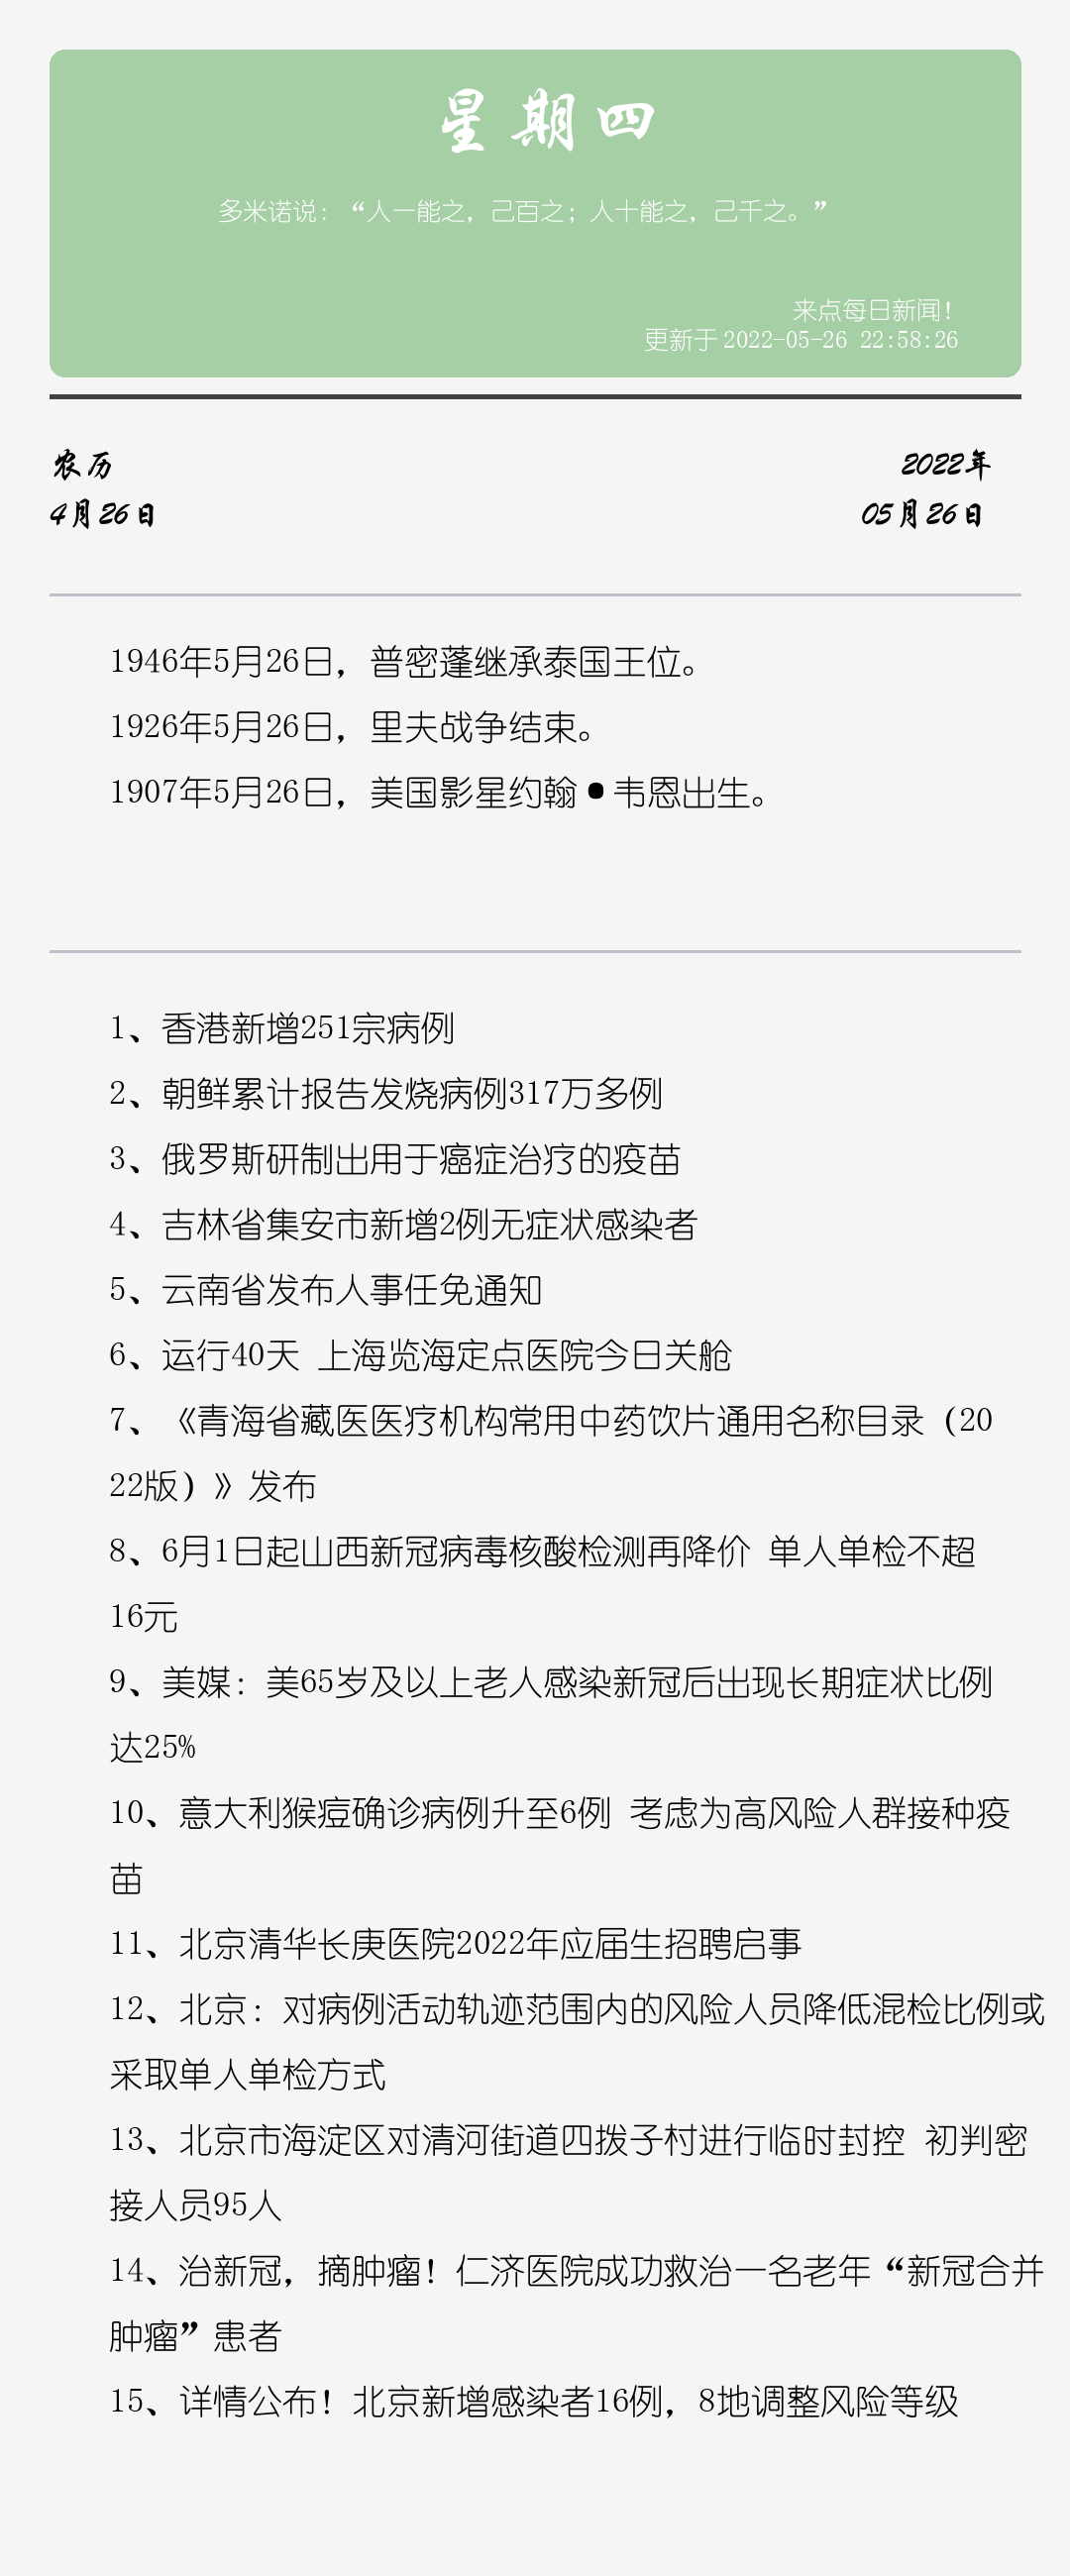 星期四
多米诺说：“人一能之，己百之；人十能之，己千之。”
来点每日新闻！
更新于 2022-05-26 22:58:26
农历
4月26日
2022年
05月26日
1946年5月26日，普密蓬继承泰国王位。
1926年5月26日，里夫战争结束。
1907年5月26日，美国影星约翰•韦恩出生。
1、香港新增251宗病例
2、朝鲜累计报告发烧病例317万多例
3、俄罗斯研制出用于癌症治疗的疫苗
4、吉林省集安市新增2例无症状感染者
5、云南省发布人事任免通知
6、运行40天 上海览海定点医院今日关舱
7、《青海省藏医医疗机构常用中药饮片通用名称目录（20
22版）》发布
8、6月1日起山西新冠病毒核酸检测再降价 单人单检不超
16元
9、美媒：美65岁及以上老人感染新冠后出现长期症状比例
达25%
10、意大利猴痘确诊病例升至6例 考虑为高风险人群接种疫
苗
11、北京清华长庚医院2022年应届生招聘启事
12、北京：对病例活动轨迹范围内的风险人员降低混检比例或
采取单人单检方式
13、北京市海淀区对清河街道四拨子村进行临时封控 初判密
接人员95人
14、治新冠，摘肿瘤！仁济医院成功救治一名老年“新冠合并
肿瘤”患者
15、详情公布！北京新增感染者16例，8地调整风险等级